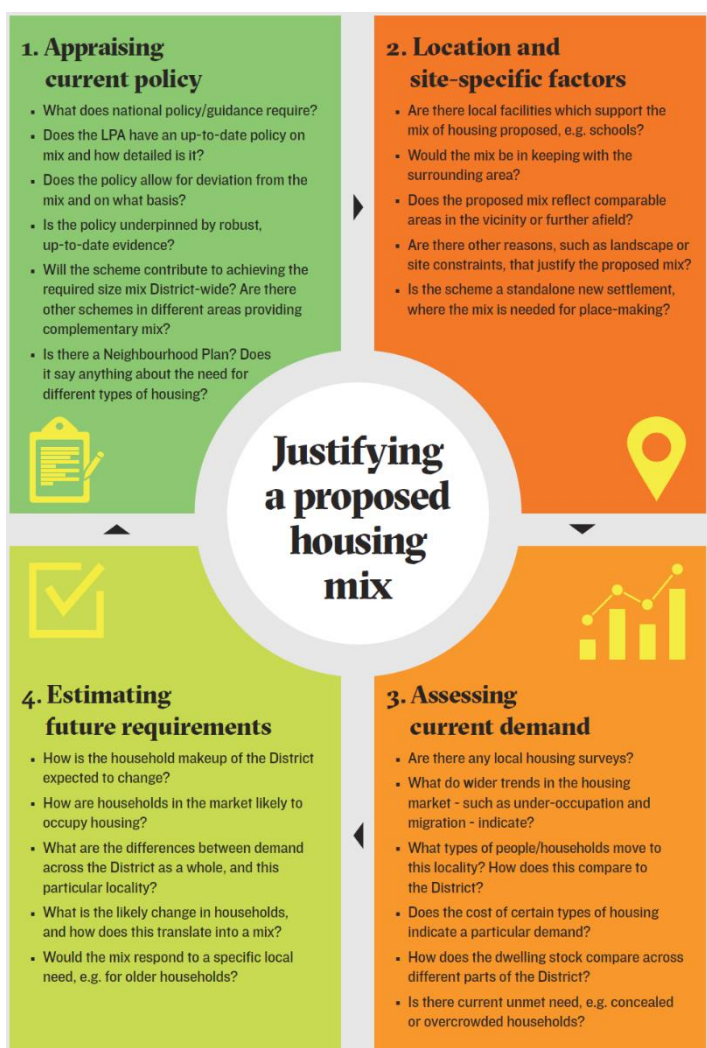 1. Appraising
current policy
▪ What does national policy/guidance require?
▪ Does the LPA have an up-to-date policy on
mix and how detailed is it?
▪ Does the policy allow for deviation from the
mix and on what basis?
▪ Is the policy underpinned by robust,
up-to-date evidence?
▪ Will the scheme contribute to achieving the
required size mix District-wide? Are there
other schemes in different areas providing
complementary mix?
▪ Is there a Neighbourhood Plan? Does
it say anything about the need for
different types of housing?
2. Location and
site-specific factors
▪ Are there local facilities which support the
mix of housing proposed, e.g. schools?
▪ Would the mix be in keeping with the
surrounding area?
▪ Does the proposed mix reflect comparable
areas in the vicinity or further afield?
▪ Are there other reasons, such as landscape or
site constraints, that justify the proposed mix?
▪ Is the scheme a standalone new settlement,
where the mix is needed for place-making?
Justifying
a proposed
housing
mix
3. Assessing
current demand
▪ Are there any local housing surveys?
▪ What do wider trends in the housing
market - such as under-occupation and
migration - indicate?
▪ What types of people/households move to
this locality? How does this compare to
the District?
▪ Does the cost of certain types of housing
indicate a particular demand?
▪ How does the dwelling stock compare across
different parts of the District?
▪ Is there current unmet need, e.g. concealed
or overcrowded households?
4. Estimating
future requirements
▪ How is the household makeup of the District
expected to change?
▪ How are households in the market likely to
occupy housing?
▪ What are the differences between demand
across the District as a whole, and this
particular locality?
▪ What is the likely change in households,
and how does this translate into a mix?
▪ Would the mix respond to a specific local
need, e.g. for older households?